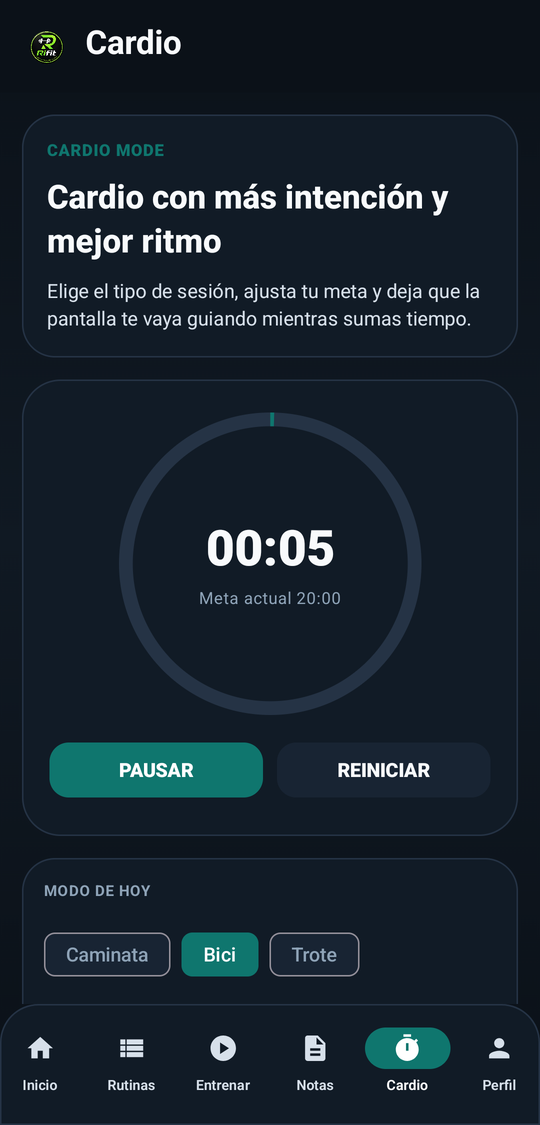 Rifit
Cardio
CARDIO MODE
Cardio con más intención y
mejor ritmo
Elige el tipo de sesión, ajusta tu meta y deja que la
pantalla te vaya guiando mientras sumas tiempo.
00:05
Meta actual 20:00
PAUSAR REINICIAR
MODO DE HOY
Caminata Bici Trote
Inicio Rutinas Entrenar Notas Cardio Perfil